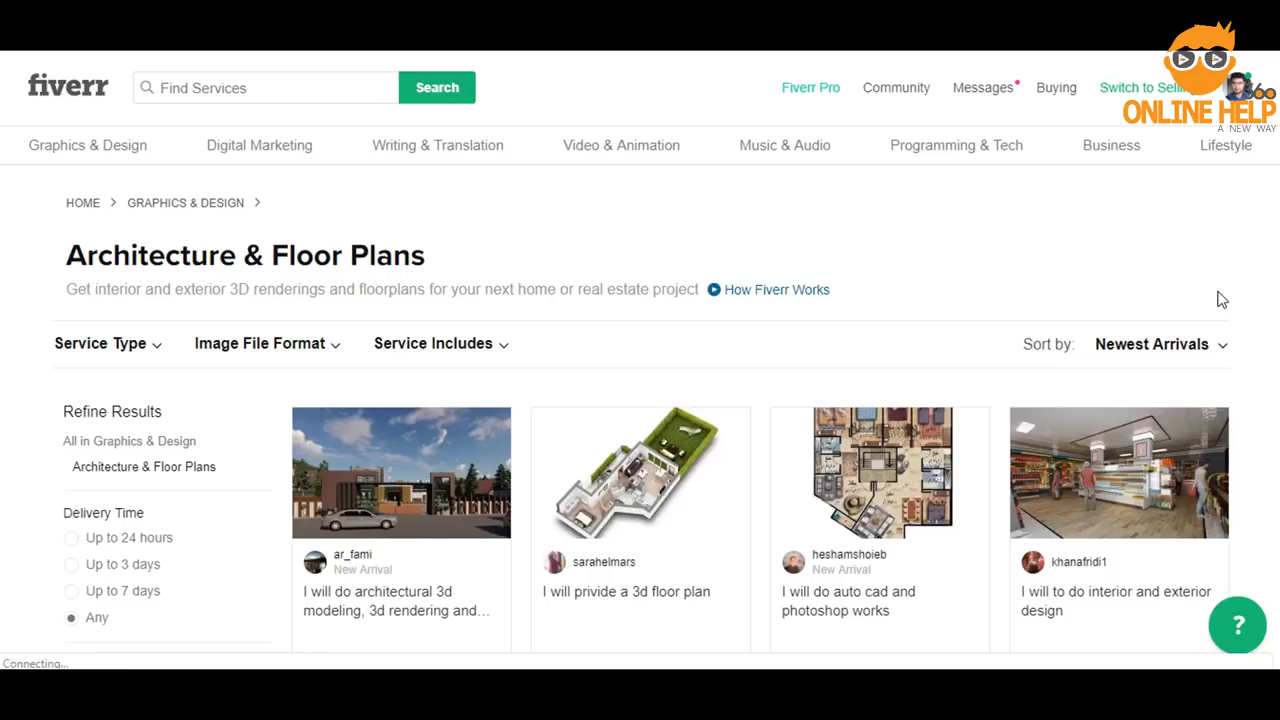 fiverr
Find Services
Search
Fiverr Pro
Community
Messages
Buying
Switch to
ONLINE HELP
A NEW WAY
Graphics & Design
Digital Marketing
Writing & Translation
Video & Animation
Music & Audio
Programming & Tech
Business
Lifestyle
HOME > GRAPHICS & DESIGN >
Architecture & Floor Plans
Get interior and exterior 3D renderings and floorplans for your next home or real estate project
How Fiverr Works
Service Type
Image File Format
Service Includes
Sort by:
Newest Arrivals
Refine Results
All in Graphics & Design
Architecture & Floor Plans
Delivery Time
Up to 24 hours
Up to 3 days
Up to 7 days
Any
ar_fami
New Arrival
I will do architectural 3d
modeling, 3d rendering and...
sarahelmars
I will privide a 3d floor plan
heshamshoieb
New Arrival
I will do auto cad and
photoshop works
khanafridi1
I will to do interior and exterior
design
?
Connecting...